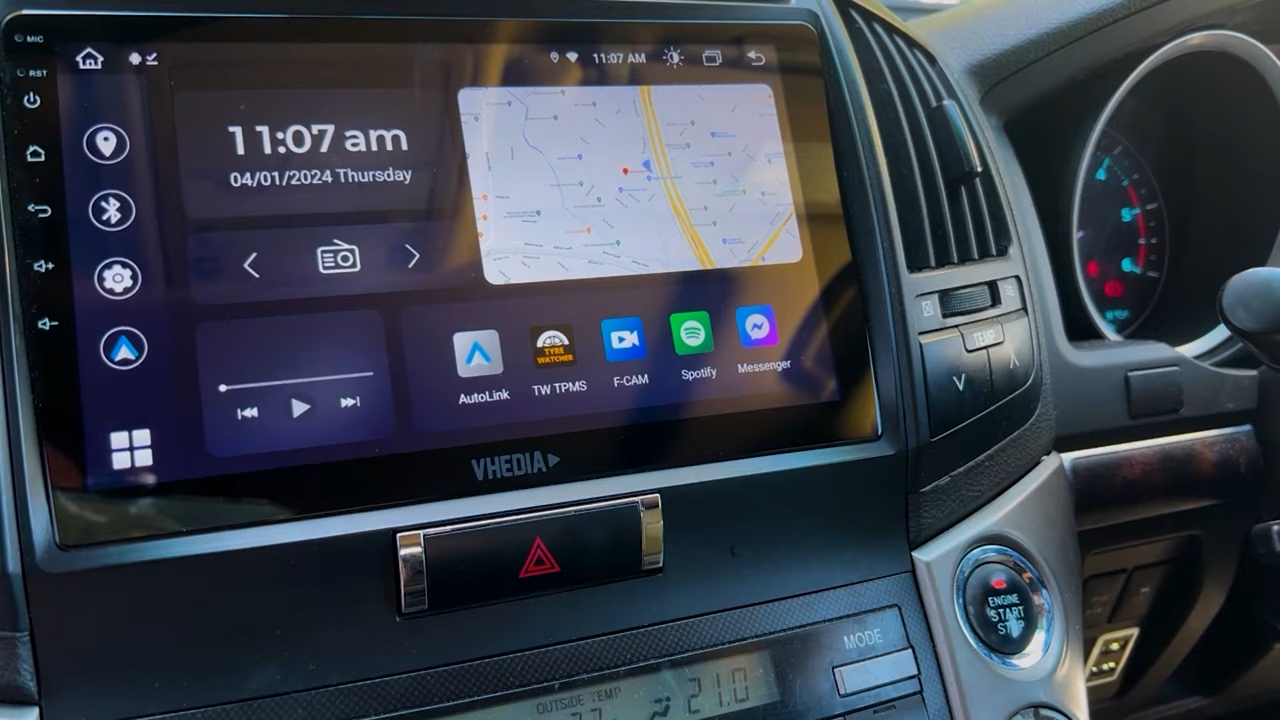 MIC
11:07 AM
RST
11:07 am
04/01/2024 Thursday
AutoLink
TYRE
WATCHER
TW TPMS
F-CAM
Spotify
Messenger
VHEDIA
TEMP
ENGINE
START
STOP
MODE
OUTSIDE TEMP
21.0